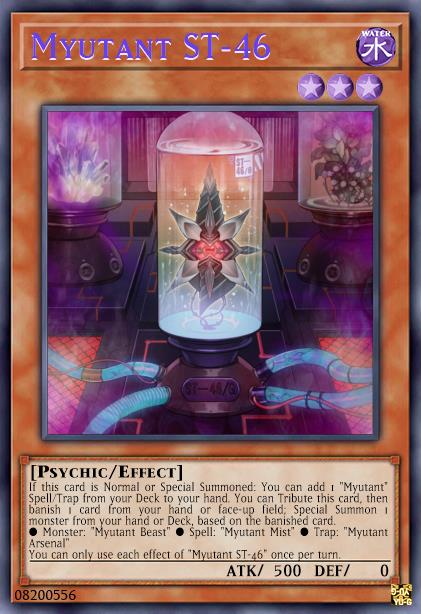 Myutant ST-46
WATER
水
ST-
46/G
ST-46/G
[Psychic/Effect]
If this card is Normal or Special Summoned: You can add 1 "Myutant"
Spell/Trap from your Deck to your hand. You can Tribute this card, then
banish 1 card from your hand or face-up field; Special Summon 1
monster from your hand or Deck, based on the banished card.
● Monster: "Myutant Beast" ● Spell: "Myutant Mist" ● Trap: "Myutant
Arsenal"
You can only use each effect of "Myutant ST-46" once per turn.
ATK/ 500 DEF/ 0
08200556